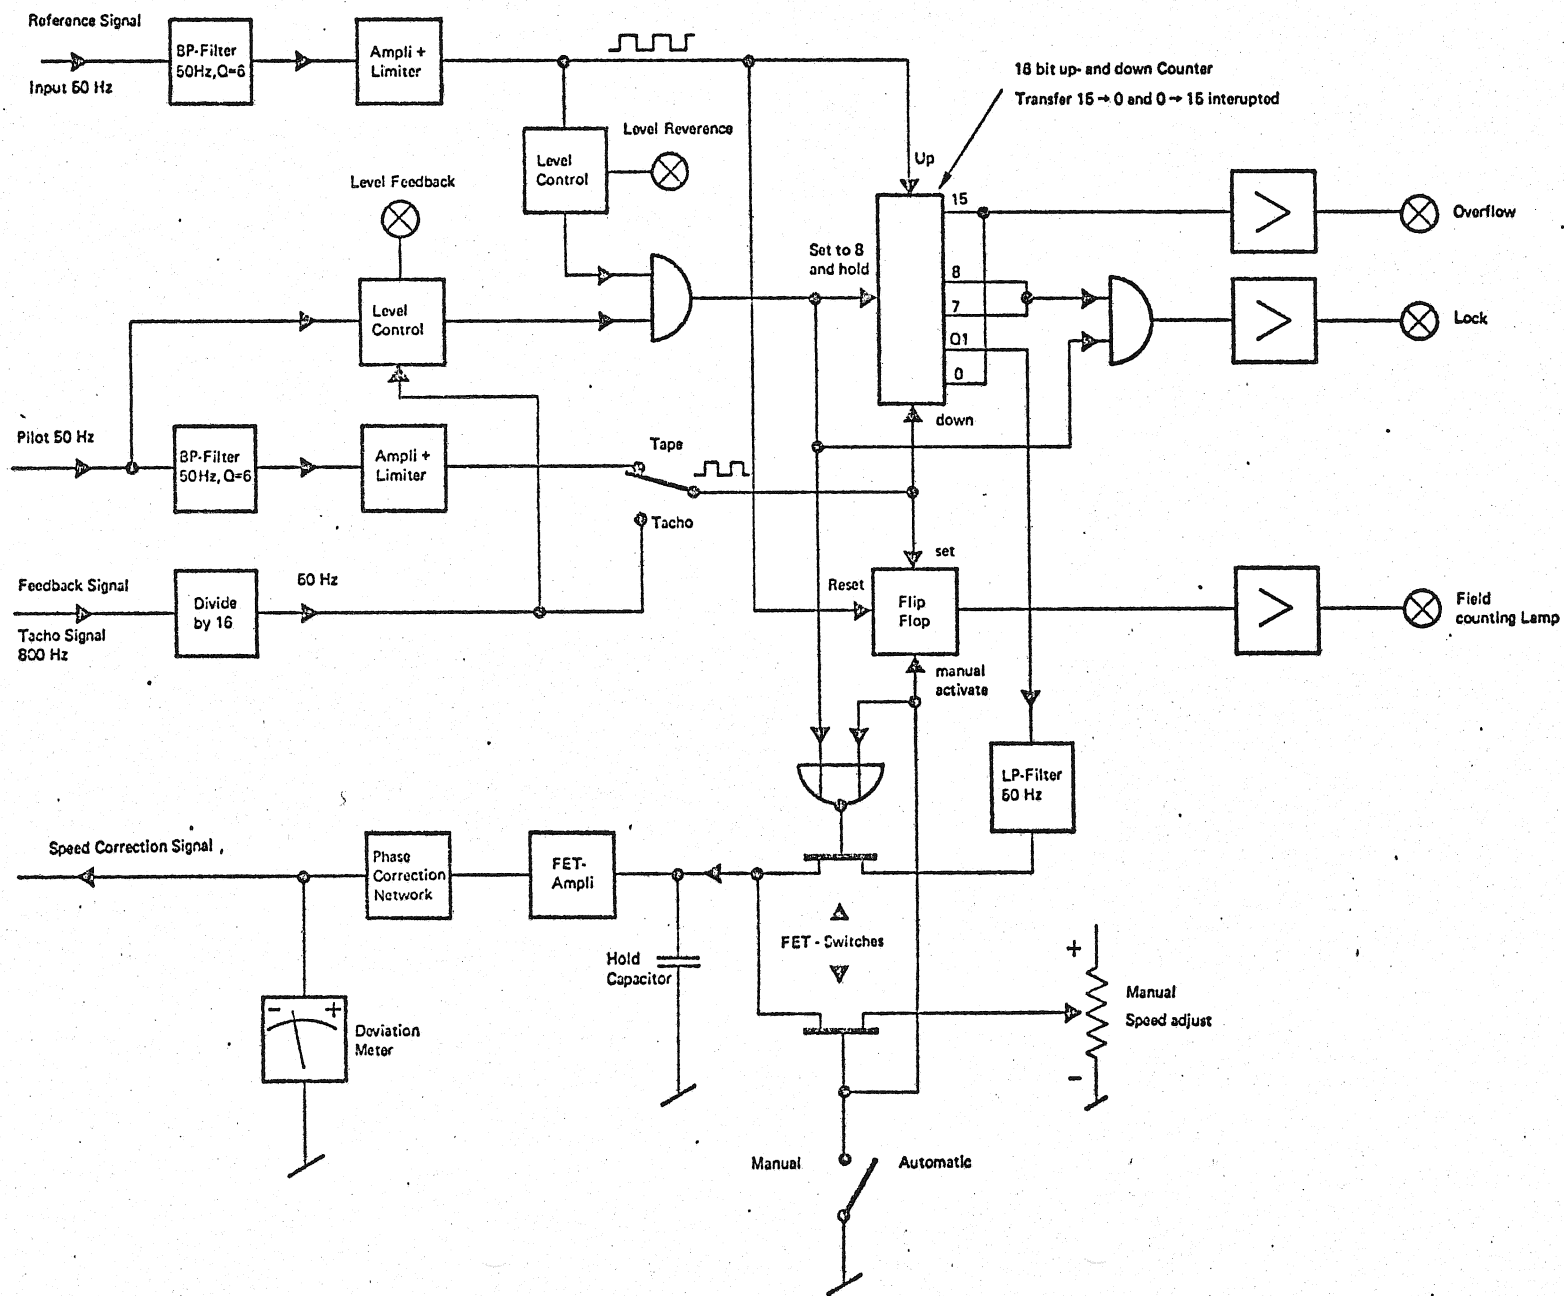 Reference Signal
Input 50 Hz
BP-Filter
50Hz, Q=6
Ampli +
Limiter
16 bit up- and down Counter
Transfer 15 → 0 and 0 → 15 interupted
Level Reverence
Level
Control
Level Feedback
Up
15
8
7
Q1
0
Set to 8
and hold
> Overflow
> Lock
Level
Control
down
Pilot 50 Hz
BP-Filter
50Hz, Q=6
Ampli +
Limiter
Tape
Tacho
Feedback Signal
Tacho Signal
800 Hz
Divide
by 16
50 Hz
set
Reset
Flip
Flop
> Field
counting Lamp
manual
activate
LP-Filter
50 Hz
Speed Correction Signal
Phase
Correction
Network
FET-
Ampli
Hold
Capacitor
FET - Switches
+
-
Manual
Speed adjust
- +
Deviation
Meter
Manual
Automatic